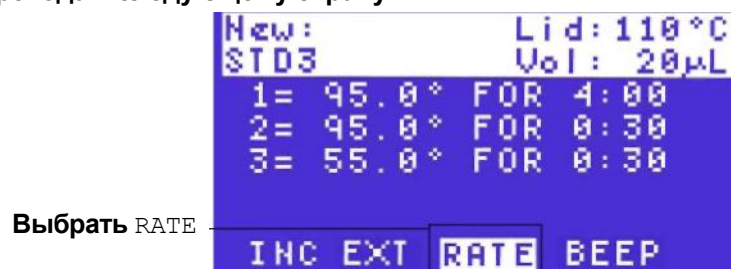 New: Lid:110°C
STD3 Vol: 20µL
1= 95.0° FOR 4:00
2= 95.0° FOR 0:30
3= 55.0° FOR 0:30
Выбрать RATE
INC EXT RATE BEEP